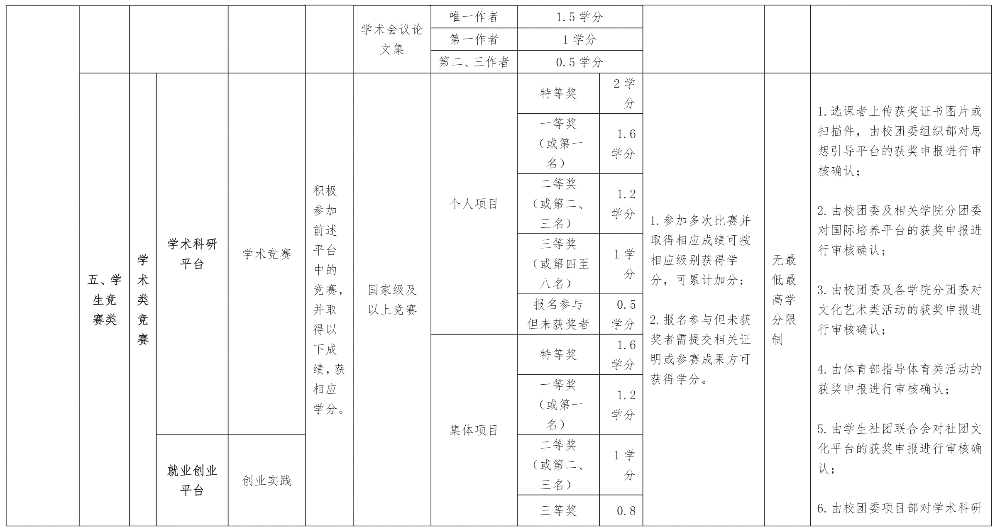 学术会议论
文集
唯一作者
1.5 学分
第一作者
1 学分
第二、三作者
0.5 学分
五、学
生竞
赛类
学
术
类
竞
赛
学术科研
平台
学术竞赛
就业创业
平台
创业实践
积极
参加
前述
平台
中的
竞赛，
并取
得以
下成
绩，获
相应
学分。
国家级及
以上竞赛
个人项目
特等奖
2 学
分
一等奖
（或第一
名）
1.6
学分
二等奖
（或第二、
三名）
1.2
学分
三等奖
（或第四至
八名）
1 学
分
报名参与
但未获奖者
0.5
学分
集体项目
特等奖
1.6
学分
一等奖
（或第一
名）
1.2
学分
二等奖
（或第二、
三名）
1 学
分
三等奖
0.8
1.参加多次比赛并
取得相应成绩可按
相应级别获得学
分，可累计加分；
2.报名参与但未获
奖者需提交相关证
明或参赛成果方可
获得学分。
无最
低最
高学
分限
制
1.选课者上传获奖证书图片或
扫描件，由校团委组织部对思
想引导平台的获奖申报进行审
核确认；
2.由校团委及相关学院分团委
对国际培养平台的获奖申报进
行审核确认；
3.由校团委及各学院分团委对
文化艺术类活动的获奖申报进
行审核确认；
4.由体育部指导体育类活动的
获奖申报进行审核确认；
5.由学生社团联合会对社团文
化平台的获奖申报进行审核确
认；
6.由校团委项目部对学术科研